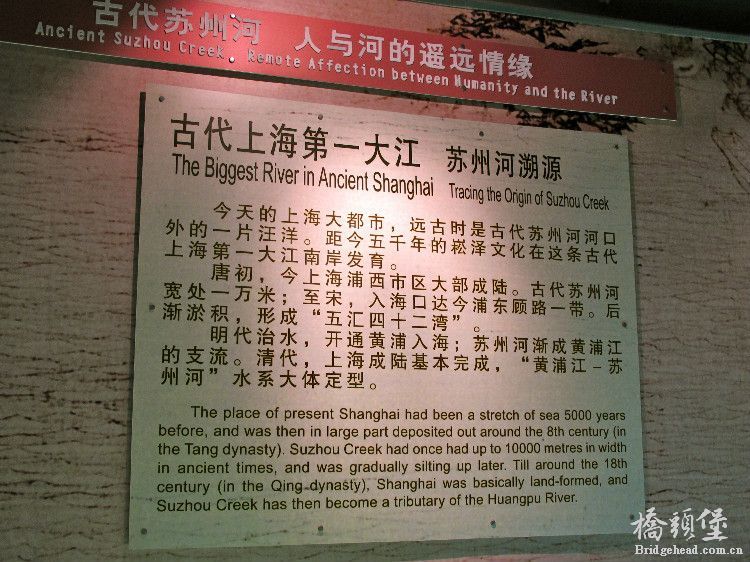 古代苏州河 人与河的遥远情缘
Ancient Suzhou Creek. Remote Affection between Humanity and the River
古代上海第一大江 苏州河溯源
The Biggest River in Ancient Shanghai Tracing the Origin of Suzhou Creek
今天的上海大都市，远古时是古代苏州河河口
外的一片汪洋。距今五千年的崧泽文化在这条古代
上海第一大江南岸发育。
唐初，今上海浦西市区大部成陆。古代苏州河
宽处一万米；至宋，入海口达今浦东顾路一带。后
渐淤积，形成“五汇四十二湾”。
明代治水，开通黄浦入海；苏州河渐成黄浦江
的支流。清代，上海成陆基本完成，“黄浦江－苏
州河”水系大体定型。
The place of present Shanghai had been a stretch of sea 5000 years
before, and was then in large part deposited out around the 8th century (in
the Tang dynasty). Suzhou Creek had once had up to 10000 metres in width
in ancient times, and was gradually silting up later. Till around the 18th
century (in the Qing dynasty), Shanghai was basically land-formed, and
Suzhou Creek has then become a tributary of the Huangpu River.
橋頭堡
Bridgehead.com.cn